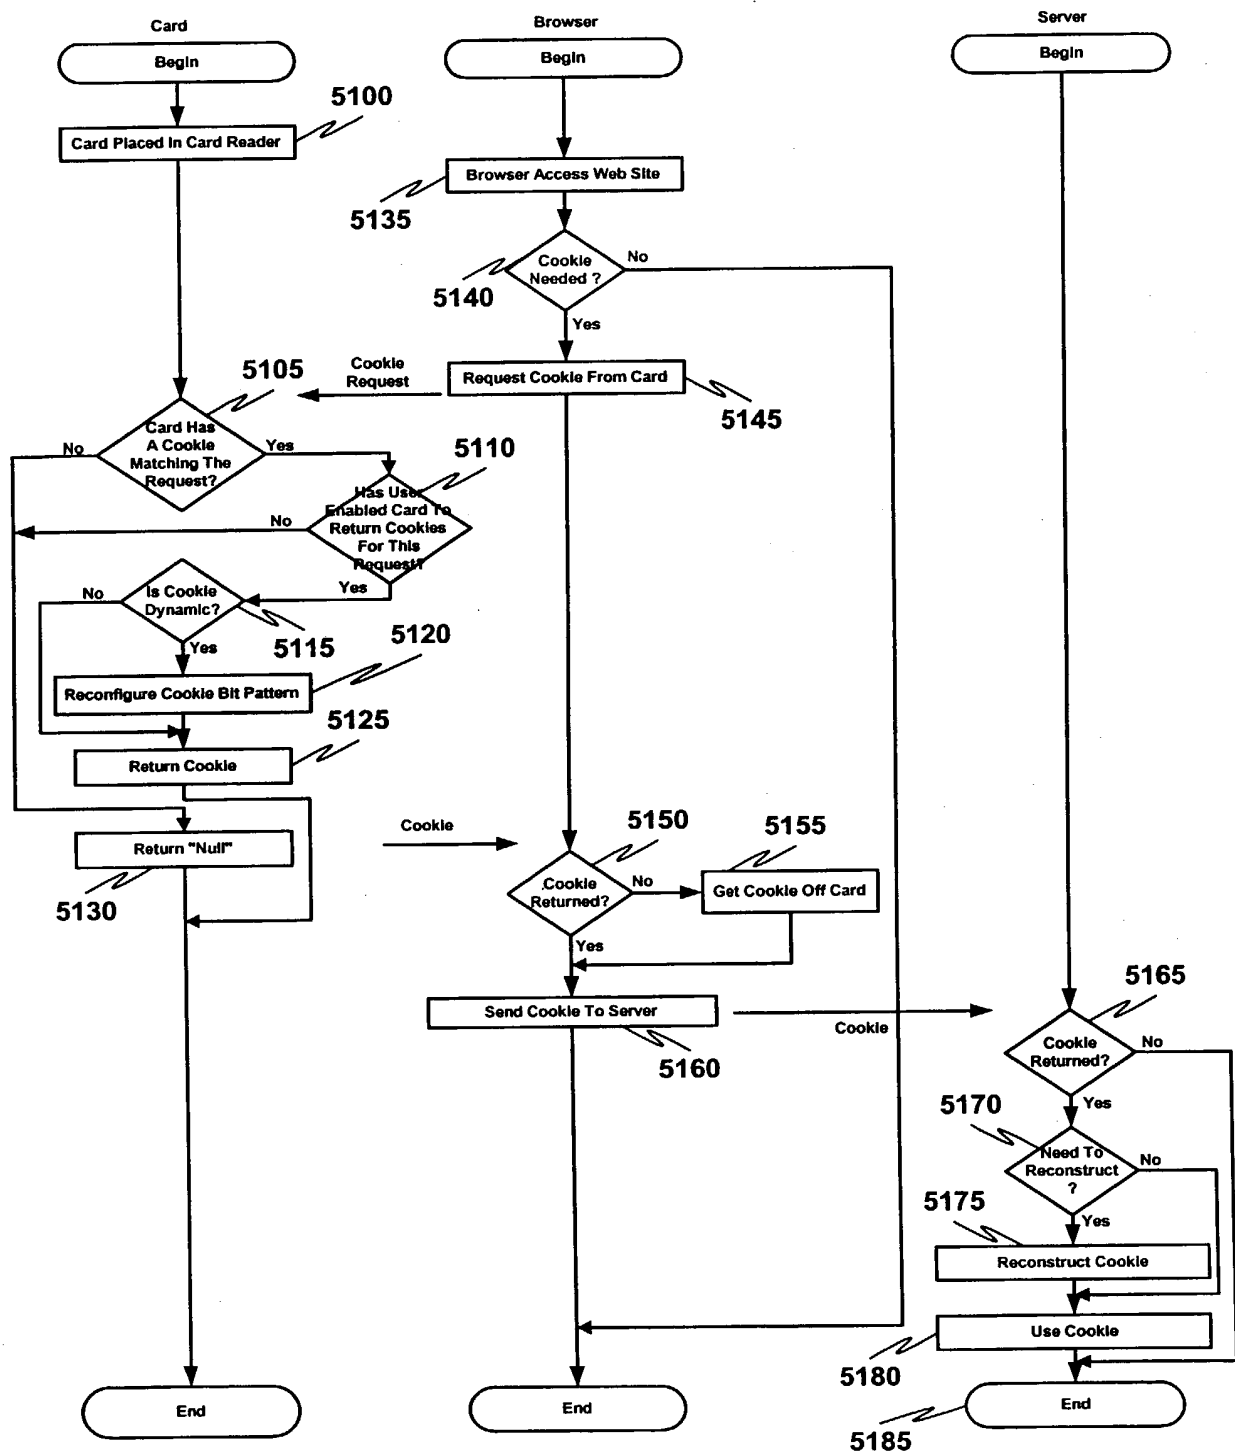 Card
Browser
Server
Begin
Begin
Begin
5100
Card Placed In Card Reader
Browser Access Web Site
5135
Cookie
Needed ?
No
5140
Yes
Cookie
Request
Request Cookie From Card
5145
5105
Card Has
A Cookie
Matching The
Request?
No
Yes
5110
Has User
Enabled Card To
Return Cookies
For This
Request?
No
Yes
Is Cookie
Dynamic?
No
5115
Yes
5120
Reconfigure Cookie Bit Pattern
5125
Return Cookie
Return "Null"
5130
Cookie
5150
Cookie
Returned?
No
5155
Get Cookie Off Card
Yes
Send Cookie To Server
5160
Cookie
5165
Cookie
Returned?
No
Yes
5170
Need To
Reconstruct
?
No
Yes
5175
Reconstruct Cookie
Use Cookie
5180
End
End
End
5185